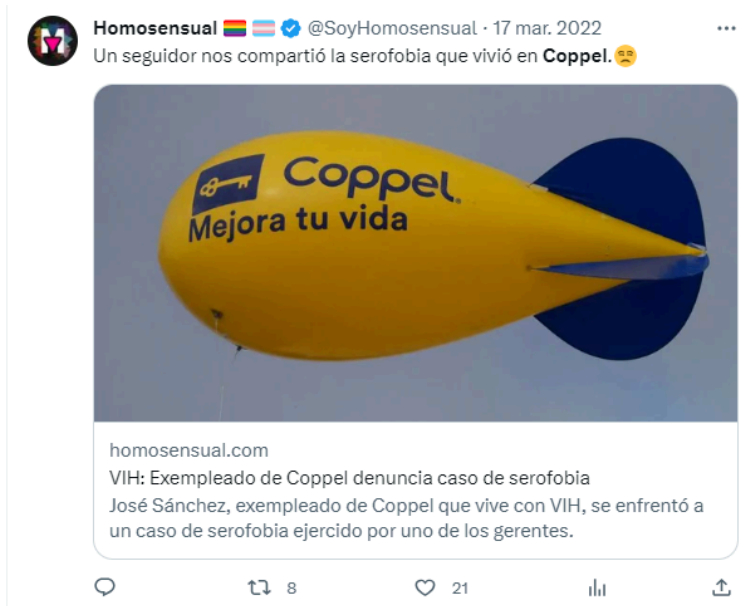 Homosensual 🏳️‍🌈 🏳️‍⚧️ @SoyHomosensual · 17 mar. 2022
Un seguidor nos compartió la serofobia que vivió en Coppel. 😒
Coppel.
Mejora tu vida
homosensual.com
VIH: Exempleado de Coppel denuncia caso de serofobia
José Sánchez, exempleado de Coppel que vive con VIH, se enfrentó a
un caso de serofobia ejercido por uno de los gerentes.
8 21